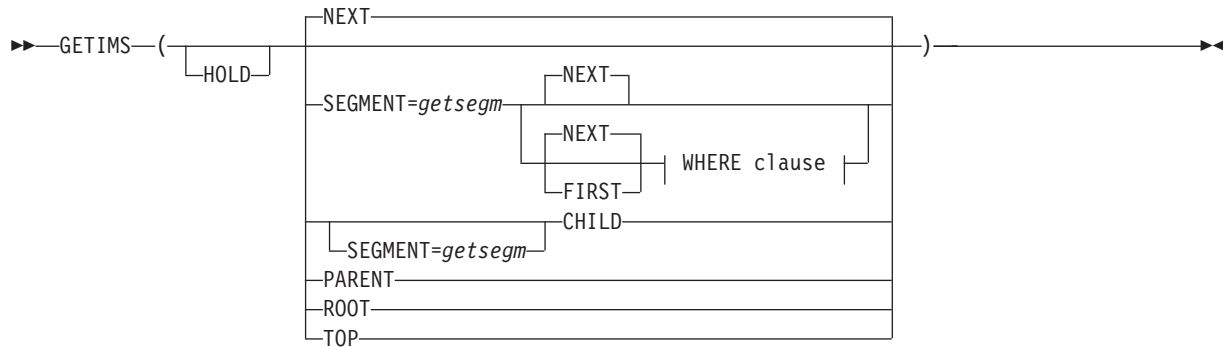 NEXT
GETIMS ( )
HOLD NEXT
SEGMENT=getsegm
NEXT
WHERE clause
FIRST
CHILD
SEGMENT=getsegm
PARENT
ROOT
TOP